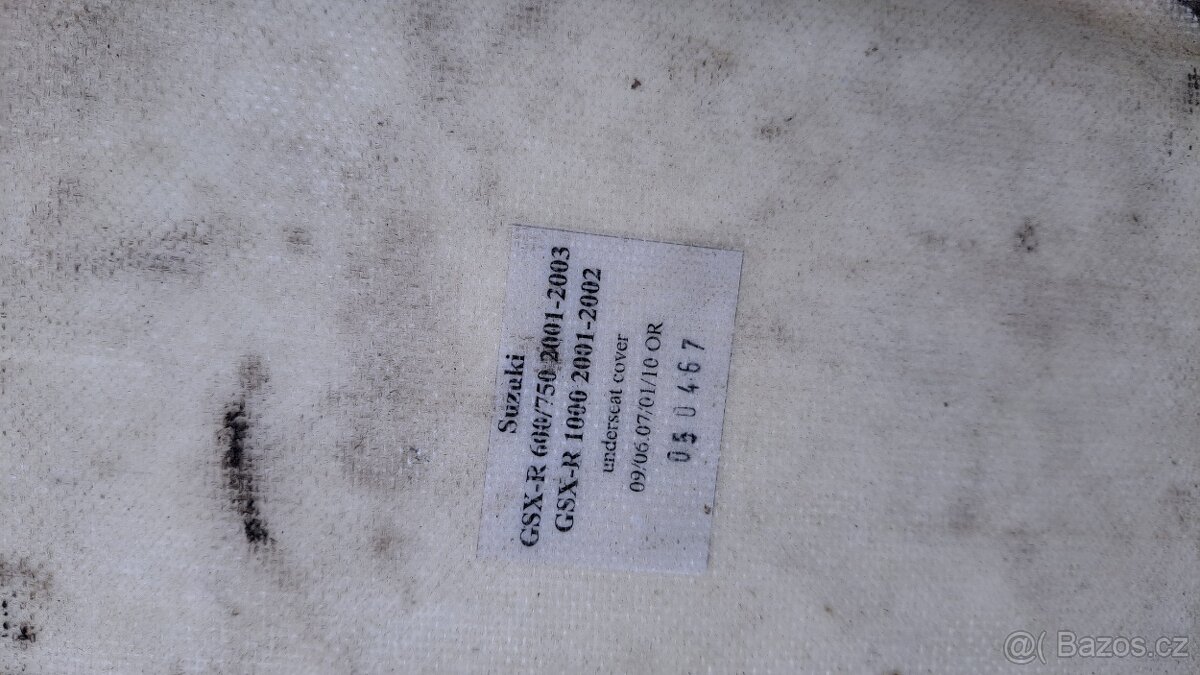 Suzuki
GSX-R 600/750 2001-2003
GSX-R 1000 2001-2002
underseat cover
09/06.07/01/10 OR
050467
@( Bazos.cz